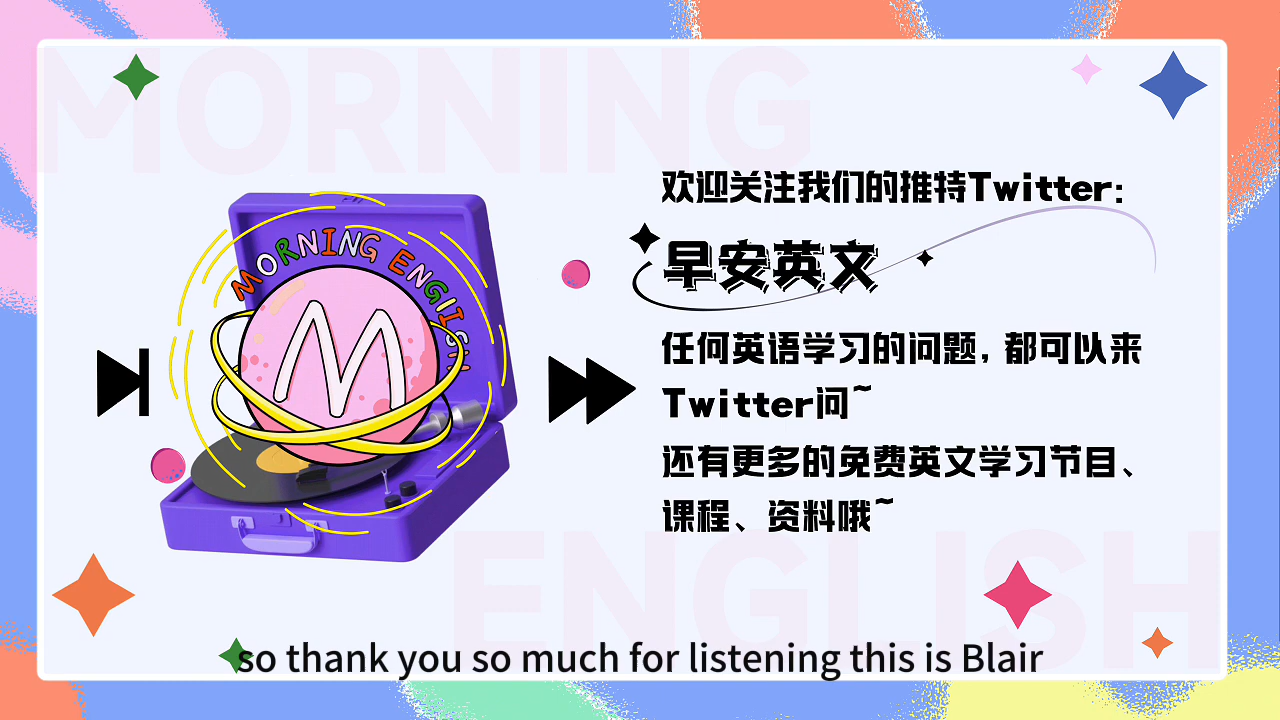 MORNING
欢迎关注我们的推特Twitter:
早安英文
MORNING ENGLISH
M
任何英语学习的问题,都可以来
Twitter问~
还有更多的免费英文学习节目、
课程、资料哦~
ENGLISH
so thank you so much for listening this is Blair